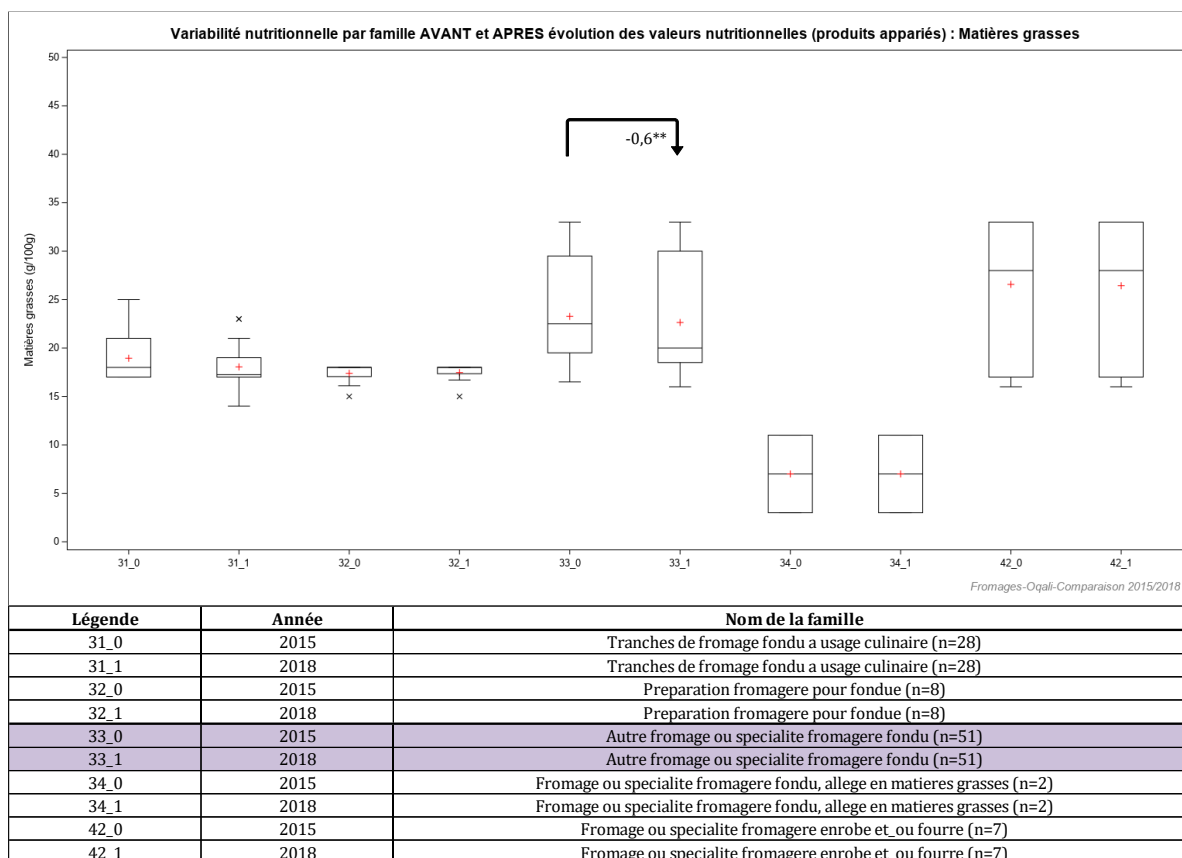 Variabilité nutritionnelle par famille AVANT et APRES évolution des valeurs nutritionnelles (produits appariés) : Matières grasses
50
45
40
35
30
25
20
15
10
5
0
Matières grasses (g/100g)
-0,6**
31_0 31_1 32_0 32_1 33_0 33_1 34_0 34_1 42_0 42_1
Fromages-Oqali-Comparaison 2015/2018
Légende Année Nom de la famille
31_0 2015 Tranches de fromage fondu a usage culinaire (n=28)
31_1 2018 Tranches de fromage fondu a usage culinaire (n=28)
32_0 2015 Preparation fromagere pour fondue (n=8)
32_1 2018 Preparation fromagere pour fondue (n=8)
33_0 2015 Autre fromage ou specialite fromagere fondu (n=51)
33_1 2018 Autre fromage ou specialite fromagere fondu (n=51)
34_0 2015 Fromage ou specialite fromagere fondu, allege en matieres grasses (n=2)
34_1 2018 Fromage ou specialite fromagere fondu, allege en matieres grasses (n=2)
42_0 2015 Fromage ou specialite fromagere enrobe et_ou fourre (n=7)
42_1 2018 Fromage ou specialite fromagere enrobe et_ou fourre (n=7)